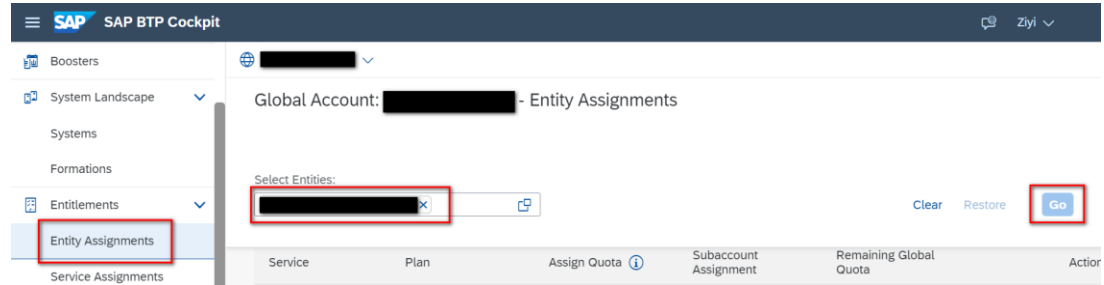 SAP SAP BTP Cockpit
Ziyi
Boosters
System Landscape
Systems
Formations
Entitlements
Entity Assignments
Service Assignments
Global Account: - Entity Assignments
Select Entities:
Clear Restore Go
Service Plan Assign Quota Subaccount Assignment Remaining Global Quota Action